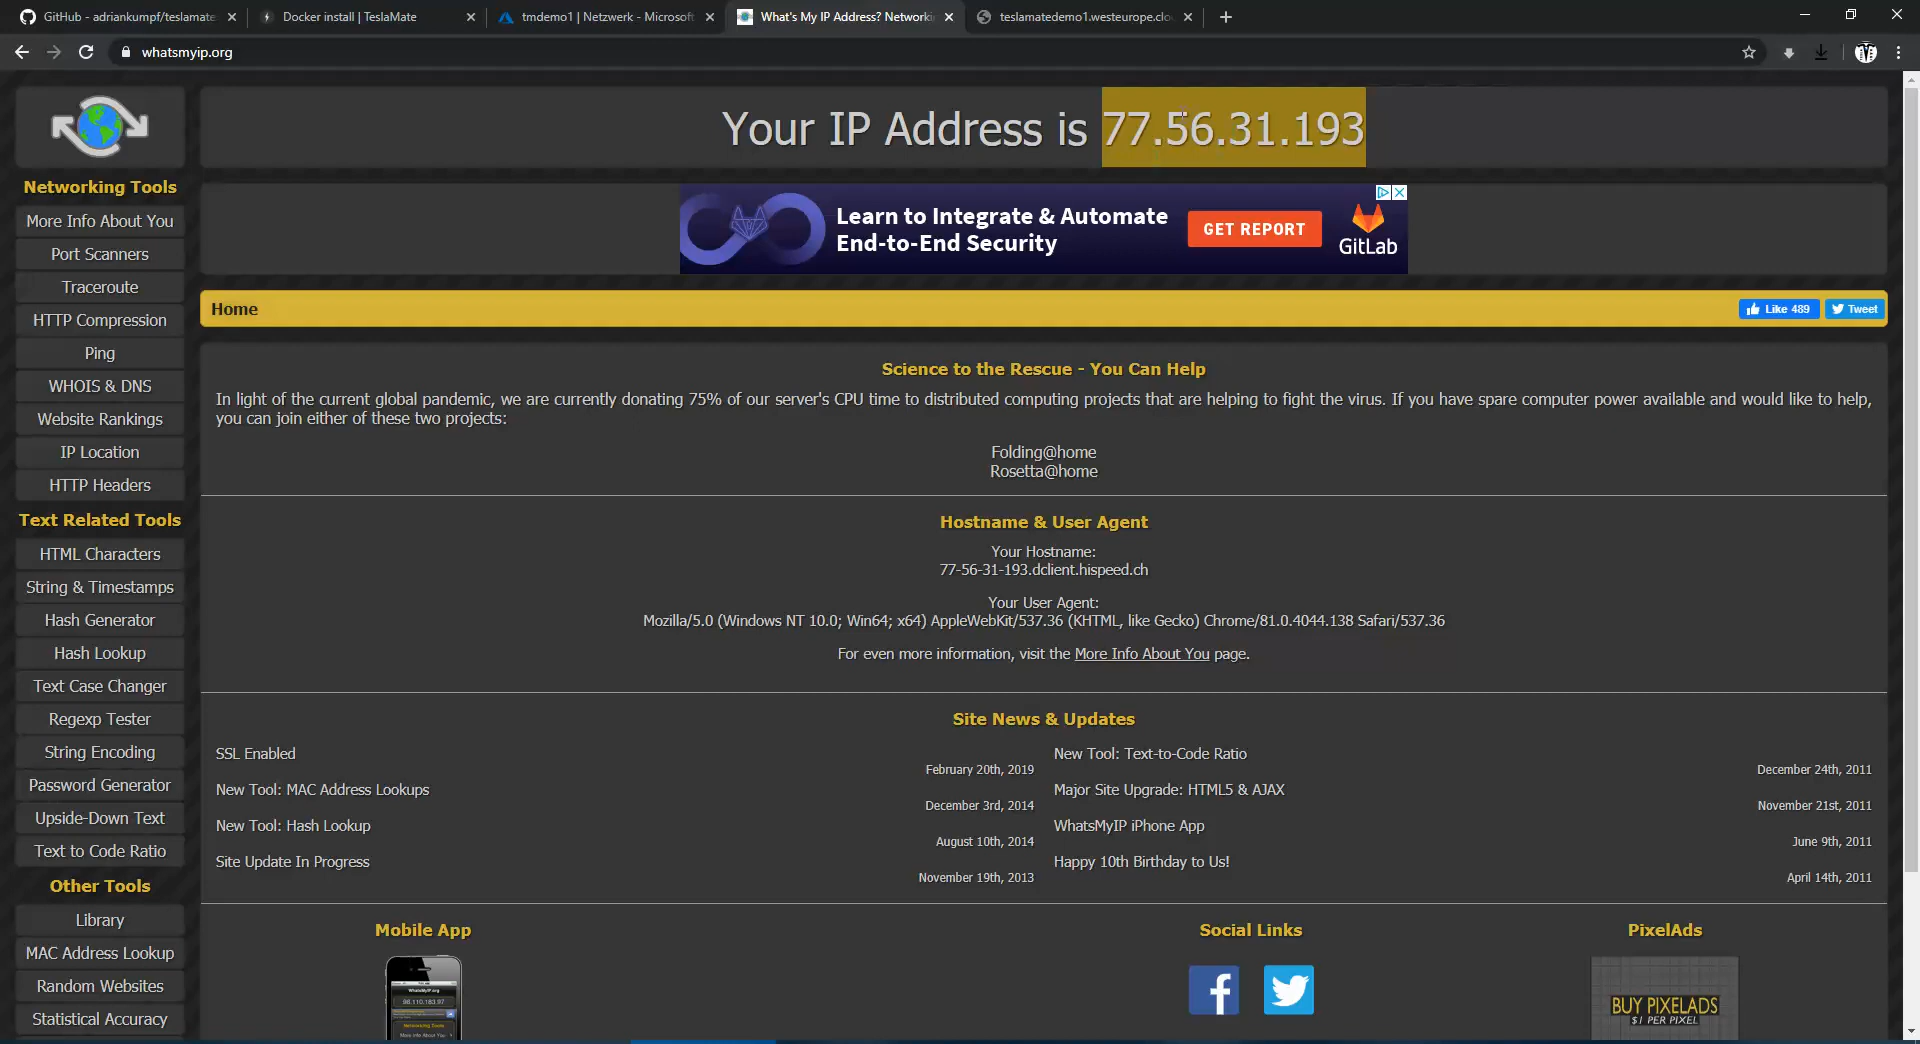 GitHub - adriankumpf/teslamate
Docker install | TeslaMate
tmdemo1 | Netzwerk - Microsoft
What's My IP Address? Networki
teslamatedemo1.westeurope.clo
whatsmyip.org
Your IP Address is 77.56.31.193
Learn to Integrate & Automate
End-to-End Security
GET REPORT
GitLab
Home
Like 489
Tweet
Networking Tools
More Info About You
Port Scanners
Traceroute
HTTP Compression
Ping
WHOIS & DNS
Website Rankings
IP Location
HTTP Headers
Text Related Tools
HTML Characters
String & Timestamps
Hash Generator
Hash Lookup
Text Case Changer
Regexp Tester
String Encoding
Password Generator
Upside-Down Text
Text to Code Ratio
Other Tools
Library
MAC Address Lookup
Random Websites
Statistical Accuracy
Science to the Rescue - You Can Help
In light of the current global pandemic, we are currently donating 75% of our server's CPU time to distributed computing projects that are helping to fight the virus. If you have spare computer power available and would like to help,
you can join either of these two projects:
Folding@home
Rosetta@home
Hostname & User Agent
Your Hostname:
77-56-31-193.dclient.hispeed.ch
Your User Agent:
Mozilla/5.0 (Windows NT 10.0; Win64; x64) AppleWebKit/537.36 (KHTML, like Gecko) Chrome/81.0.4044.138 Safari/537.36
For even more information, visit the More Info About You page.
Site News & Updates
SSL Enabled
February 20th, 2019
New Tool: MAC Address Lookups
December 3rd, 2014
New Tool: Hash Lookup
August 10th, 2014
Site Update In Progress
November 19th, 2013
New Tool: Text-to-Code Ratio
December 24th, 2011
Major Site Upgrade: HTML5 & AJAX
November 21st, 2011
WhatsMyIP iPhone App
June 9th, 2011
Happy 10th Birthday to Us!
April 14th, 2011
Mobile App
Social Links
PixelAds
BUY PIXELADS
$1 PER PIXEL